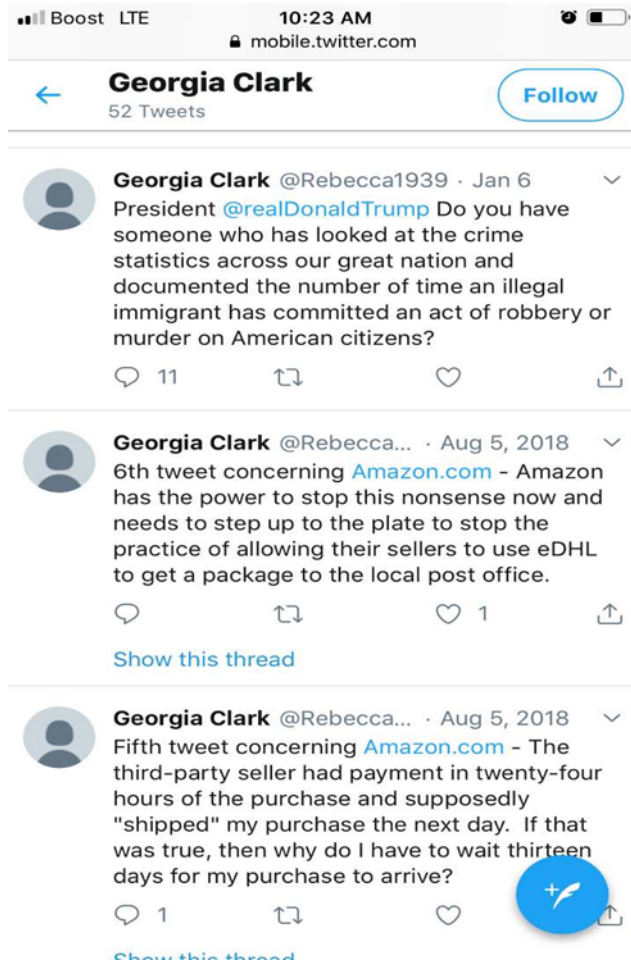 Boost LTE 10:23 AM
mobile.twitter.com
Georgia Clark
52 Tweets
Follow
Georgia Clark @Rebecca1939 · Jan 6
President @realDonaldTrump Do you have
someone who has looked at the crime
statistics across our great nation and
documented the number of time an illegal
immigrant has committed an act of robbery or
murder on American citizens?
11
Georgia Clark @Rebecca... · Aug 5, 2018
6th tweet concerning Amazon.com - Amazon
has the power to stop this nonsense now and
needs to step up to the plate to stop the
practice of allowing their sellers to use eDHL
to get a package to the local post office.
1
Show this thread
Georgia Clark @Rebecca... · Aug 5, 2018
Fifth tweet concerning Amazon.com - The
third-party seller had payment in twenty-four
hours of the purchase and supposedly
"shipped" my purchase the next day.  If that
was true, then why do I have to wait thirteen
days for my purchase to arrive?
1
Show this thread